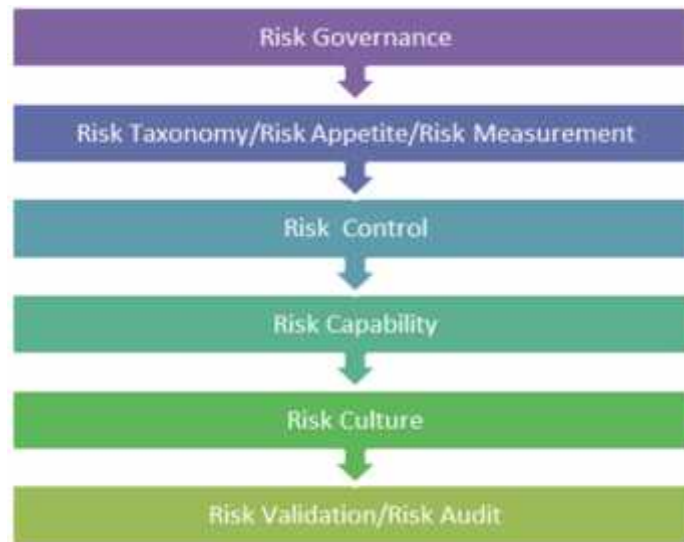 Risk Governance
Risk Taxonomy/Risk Appetite/Risk Measurement
Risk Control
Risk Capability
Risk Culture
Risk Validation/Risk Audit